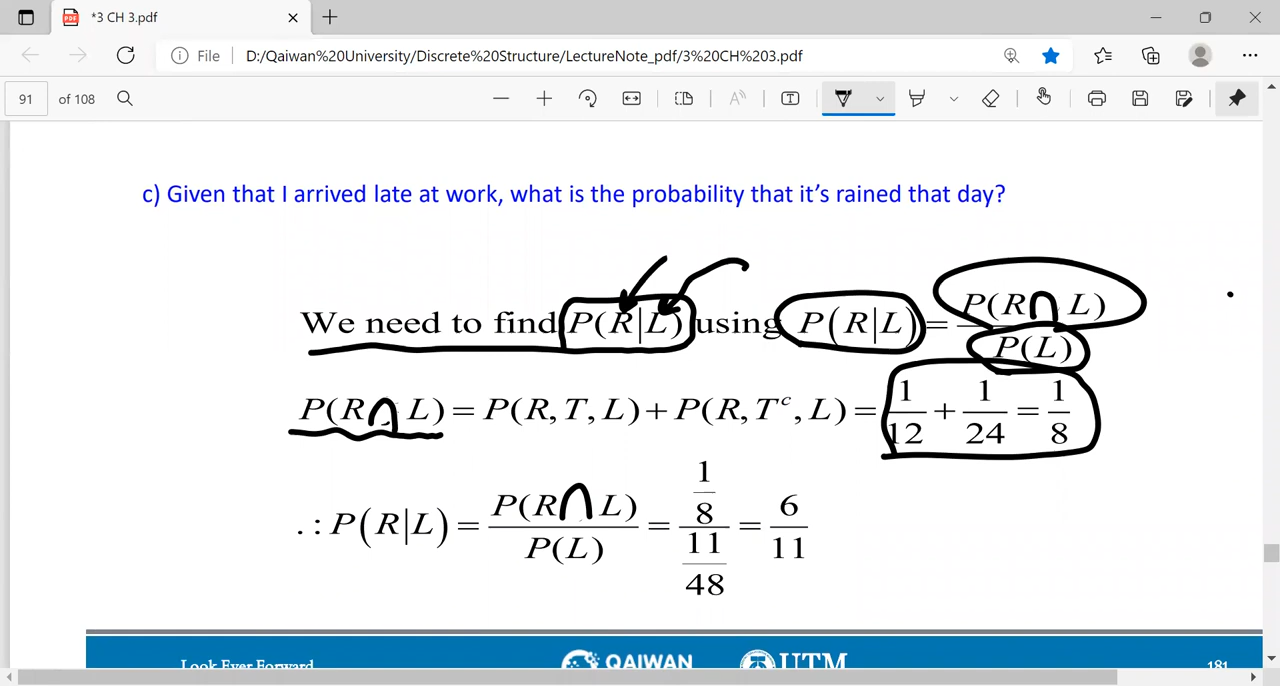 *3 CH 3.pdf
File D:/Qaiwan%20University/Discrete%20Structure/LectureNote_pdf/3%20CH%203.pdf
91 of 108
c) Given that I arrived late at work, what is the probability that it's rained that day?
We need to find P(R|L) using P(R|L) = P(R∩L) / P(L)
P(R∩L) = P(R, T, L) + P(R, Tᶜ, L) = 1/12 + 1/24 = 1/8
∴ P(R|L) = P(R∩L) / P(L) = (1/8) / (11/48) = 6/11
Look Ever Forward QAIWAN UTM 181